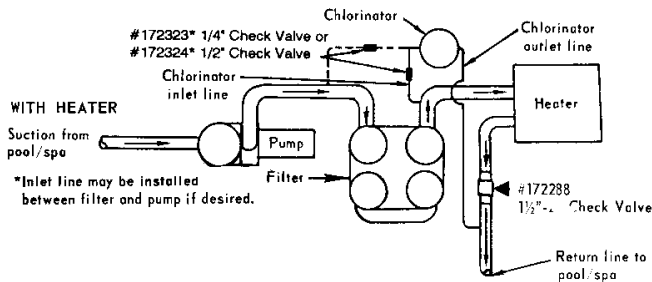 Chlorinator
#172323* 1/4" Check Valve or
#172324* 1/2" Check Valve
Chlorinator
outlet line
Chlorinator
inlet line
WITH HEATER
Heater
Suction from
pool/spa
Pump
*Inlet line may be installed
between filter and pump if desired.
Filter
#172288
1½"- Check Valve
Return line to
pool/spa